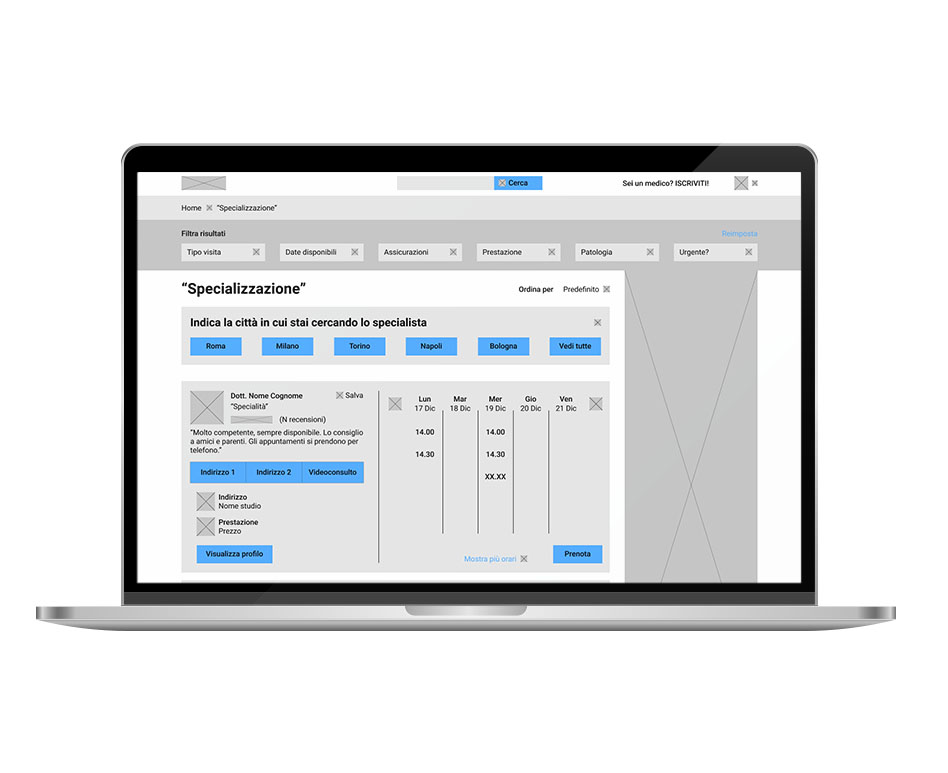 Cerca
Sei un medico? ISCRIVITI!
Home "Specializzazione"
Filtra risultati
Reimposta
Tipo visita
Date disponibili
Assicurazioni
Prestazione
Patologia
Urgente?
“Specializzazione”
Ordina per Predefinito
Indica la città in cui stai cercando lo specialista
Roma
Milano
Torino
Napoli
Bologna
Vedi tutte
Dott. Nome Cognome
Salva
“Specialità”
(N recensioni)
“Molto competente, sempre disponibile. Lo consiglio
a amici e parenti. Gli appuntamenti si prendono per
telefono.”
Indirizzo 1
Indirizzo 2
Videoconsulto
Indirizzo
Nome studio
Prestazione
Prezzo
Visualizza profilo
Lun Mar Mer Gio Ven
17 Dic 18 Dic 19 Dic 20 Dic 21 Dic
14.00 14.00
14.30 14.30
XX.XX
Mostra più orari
Prenota